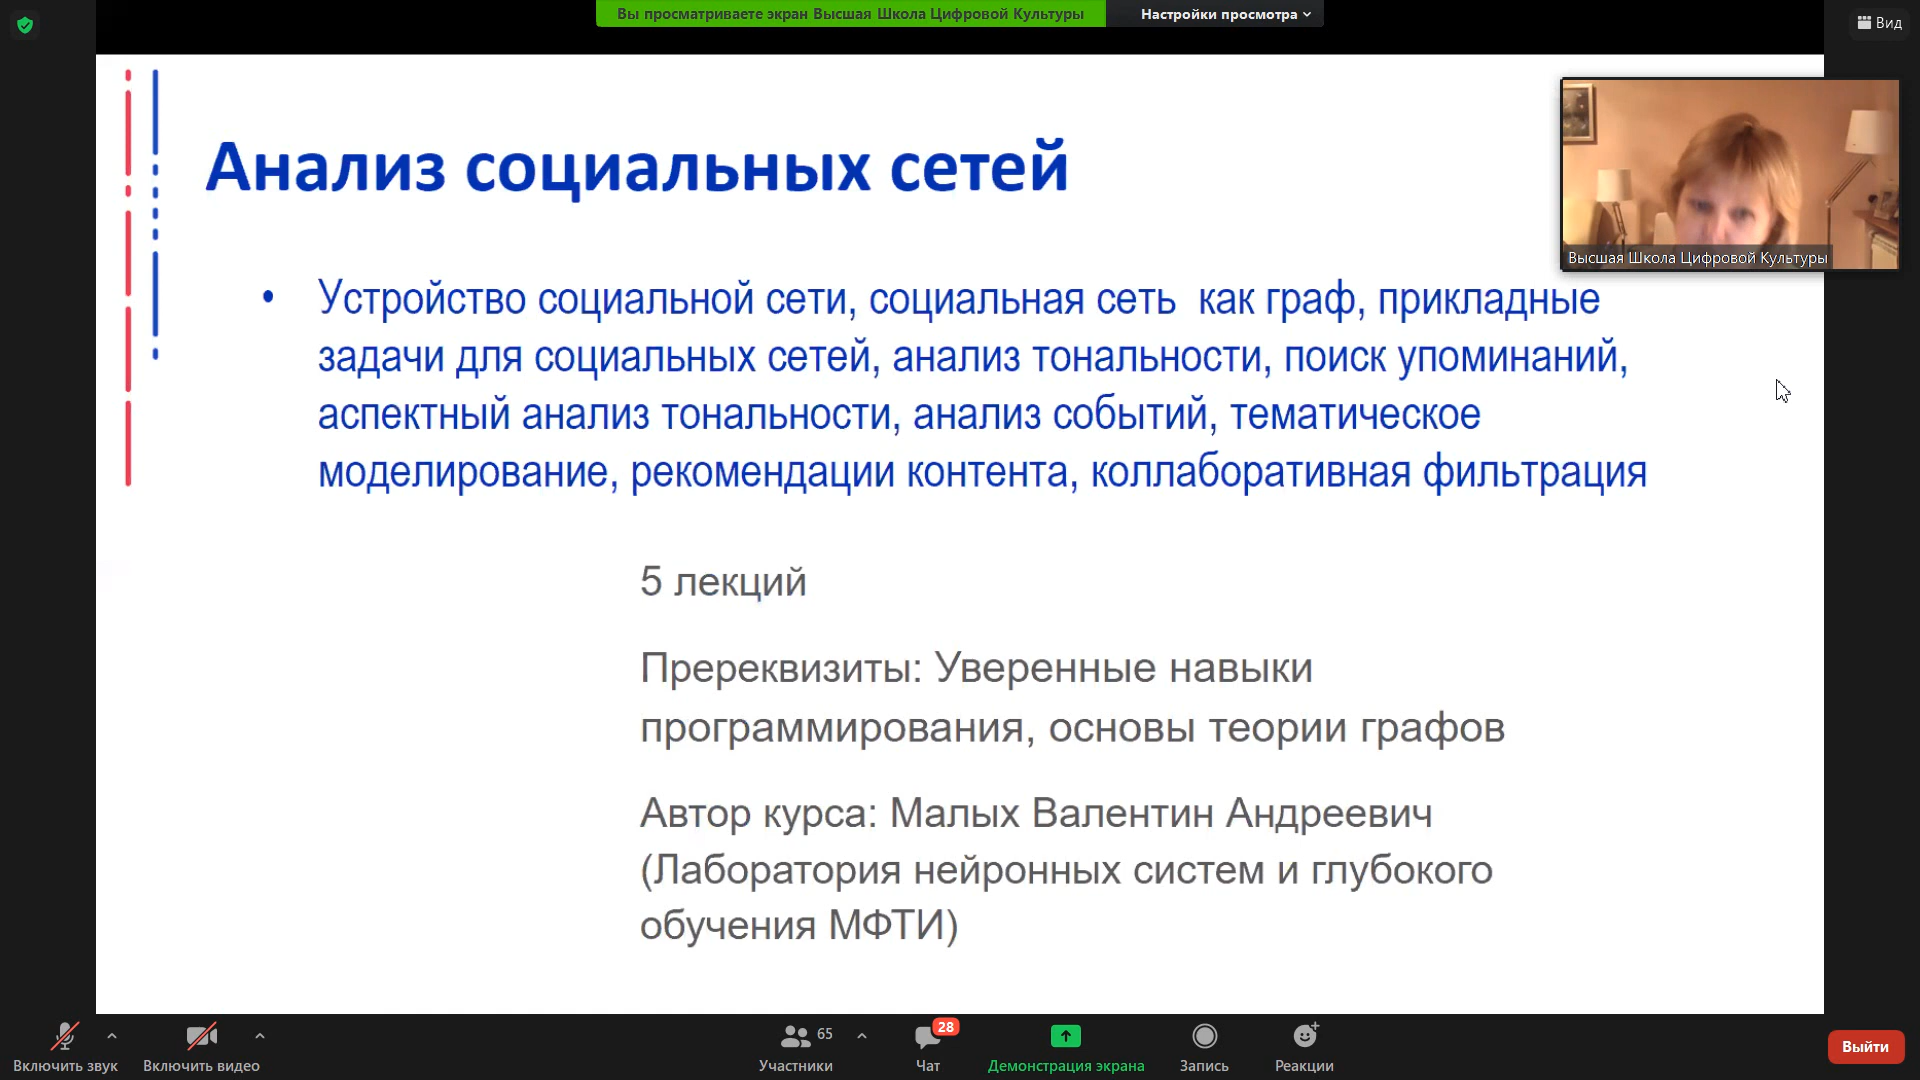 Вы просматриваете экран Высшая Школа Цифровой Культуры
Настройки просмотра
Вид
Анализ социальных сетей
Высшая Школа Цифровой Культуры
• Устройство социальной сети, социальная сеть как граф, прикладные
задачи для социальных сетей, анализ тональности, поиск упоминаний,
аспектный анализ тональности, анализ событий, тематическое
моделирование, рекомендации контента, коллаборативная фильтрация
5 лекций
Пререквизиты: Уверенные навыки
программирования, основы теории графов
Автор курса: Малых Валентин Андреевич
(Лаборатория нейронных систем и глубокого
обучения МФТИ)
65
28
Включить звук
Включить видео
Участники
Чат
Демонстрация экрана
Запись
Реакции
Выйти